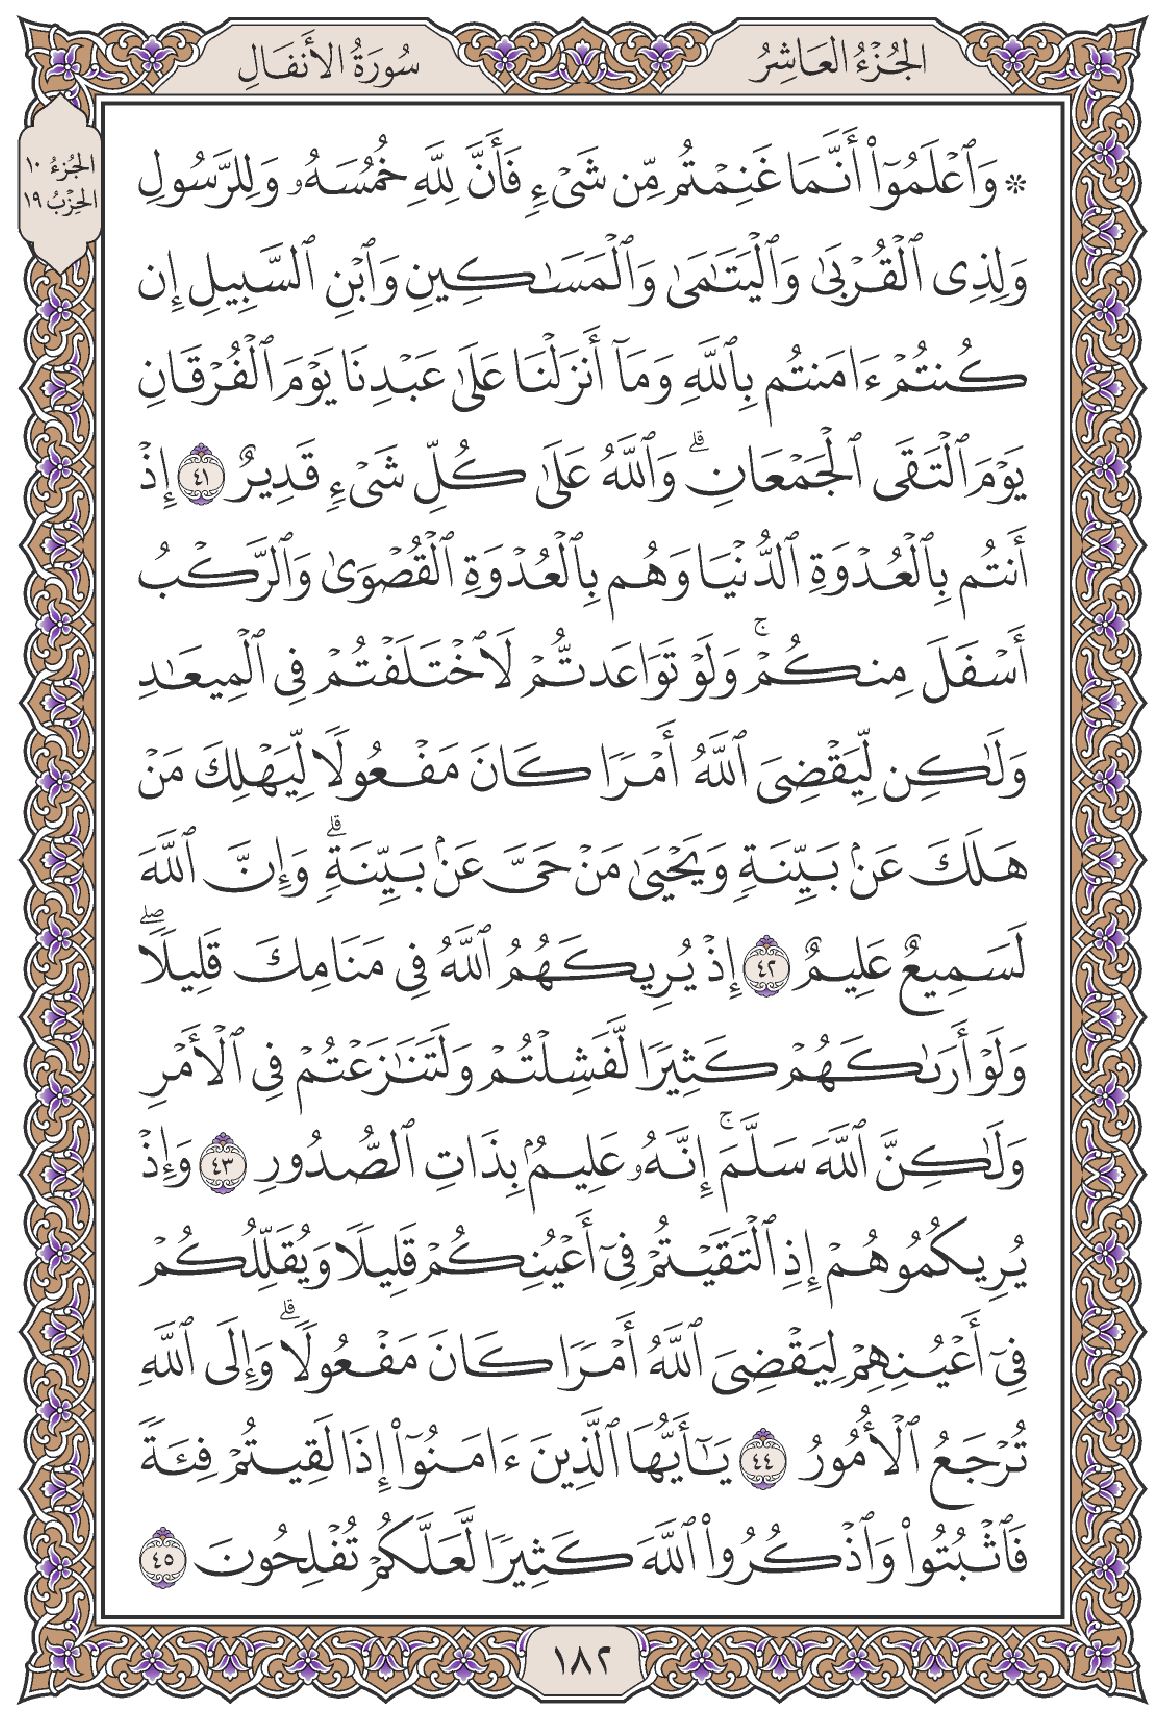 الجُزْءُ العَاشِرُ
سُورَةُ الأَنفَالِ
الجُزءُ ١٠
الحِزْبُ ١٩
۞ وَٱعْلَمُوٓا۟ أَنَّمَا غَنِمْتُم مِّن شَىْءٍ فَأَنَّ لِلَّهِ خُمُسَهُۥ وَلِلرَّسُولِ
وَلِذِى ٱلْقُرْبَىٰ وَٱلْيَتَـٰمَىٰ وَٱلْمَسَـٰكِينِ وَٱبْنِ ٱلسَّبِيلِ إِن
كُنتُمْ ءَامَنتُم بِٱللَّهِ وَمَآ أَنزَلْنَا عَلَىٰ عَبْدِنَا يَوْمَ ٱلْفُرْقَانِ
يَوْمَ ٱلْتَقَى ٱلْجَمْعَانِ ۗ وَٱللَّهُ عَلَىٰ كُلِّ شَىْءٍ قَدِيرٌ ٤١ إِذْ
أَنتُم بِٱلْعُدْوَةِ ٱلدُّنْيَا وَهُم بِٱلْعُدْوَةِ ٱلْقُصْوَىٰ وَٱلرَّكْبُ
أَسْفَلَ مِنكُمْ ۚ وَلَوْ تَوَاعَدتُّمْ لَٱخْتَلَفْتُمْ فِى ٱلْمِيعَـٰدِ
وَلَـٰكِن لِّيَقْضِىَ ٱللَّهُ أَمْرًا كَانَ مَفْعُولًا لِّيَهْلِكَ مَنْ
هَلَكَ عَنۢ بَيِّنَةٍ وَيَحْيَىٰ مَنْ حَىَّ عَنۢ بَيِّنَةٍ ۗ وَإِنَّ ٱللَّهَ
لَسَمِيعٌ عَلِيمٌ ٤٢ إِذْ يُرِيكَهُمُ ٱللَّهُ فِى مَنَامِكَ قَلِيلًا ۖ
وَلَوْ أَرَىٰكَهُمْ كَثِيرًا لَّفَشِلْتُمْ وَلَتَنَـٰزَعْتُمْ فِى ٱلْأَمْرِ
وَلَـٰكِنَّ ٱللَّهَ سَلَّمَ ۚ إِنَّهُۥ عَلِيمٌۢ بِذَاتِ ٱلصُّدُورِ ٤٣ وَإِذْ
يُرِيكُمُوهُمْ إِذِ ٱلْتَقَيْتُمْ فِىٓ أَعْيُنِكُمْ قَلِيلًا وَيُقَلِّلُكُمْ
فِىٓ أَعْيُنِهِمْ لِيَقْضِىَ ٱللَّهُ أَمْرًا كَانَ مَفْعُولًا ۗ وَإِلَى ٱللَّهِ
تُرْجَعُ ٱلْأُمُورُ ٤٤ يَـٰٓأَيُّهَا ٱلَّذِينَ ءَامَنُوٓا۟ إِذَا لَقِيتُمْ فِئَةً
فَٱثْبُتُوا۟ وَٱذْكُرُوا۟ ٱللَّهَ كَثِيرًا لَّعَلَّكُمْ تُفْلِحُونَ ٤٥
١٨٢